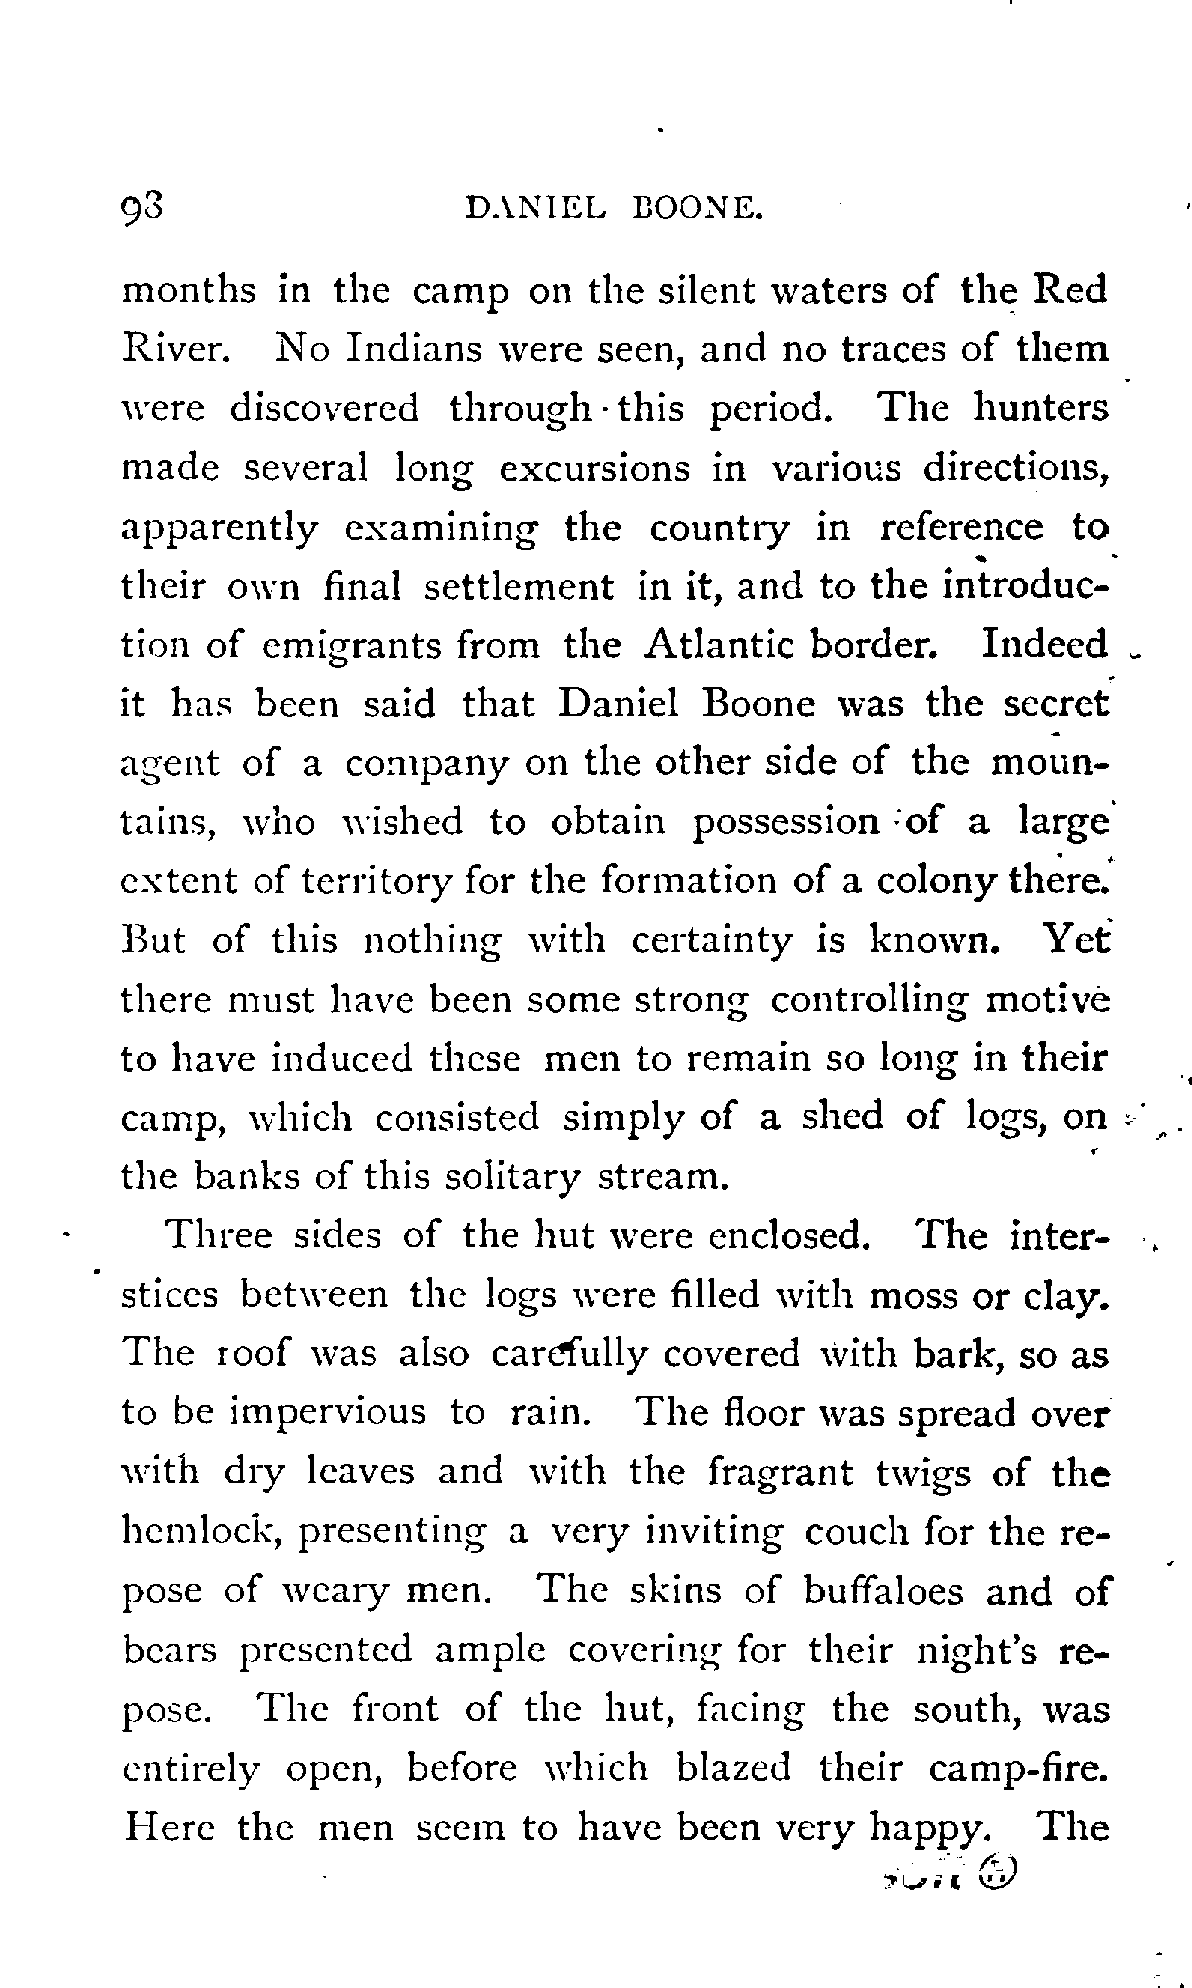 98 DANIEL BOONE.
months in the camp on the silent waters of the Red
River. No Indians were seen, and no traces of them
were discovered through this period. The hunters
made several long excursions in various directions,
apparently examining the country in reference to
their own final settlement in it, and to the introduc-
tion of emigrants from the Atlantic border. Indeed
it has been said that Daniel Boone was the secret
agent of a company on the other side of the moun-
tains, who wished to obtain possession of a large
extent of territory for the formation of a colony there.
But of this nothing with certainty is known. Yet
there must have been some strong controlling motive
to have induced these men to remain so long in their
camp, which consisted simply of a shed of logs, on
the banks of this solitary stream.
Three sides of the hut were enclosed. The inter-
stices between the logs were filled with moss or clay.
The roof was also carefully covered with bark, so as
to be impervious to rain. The floor was spread over
with dry leaves and with the fragrant twigs of the
hemlock, presenting a very inviting couch for the re-
pose of weary men. The skins of buffaloes and of
bears presented ample covering for their night's re-
pose. The front of the hut, facing the south, was
entirely open, before which blazed their camp-fire.
Here the men seem to have been very happy. The